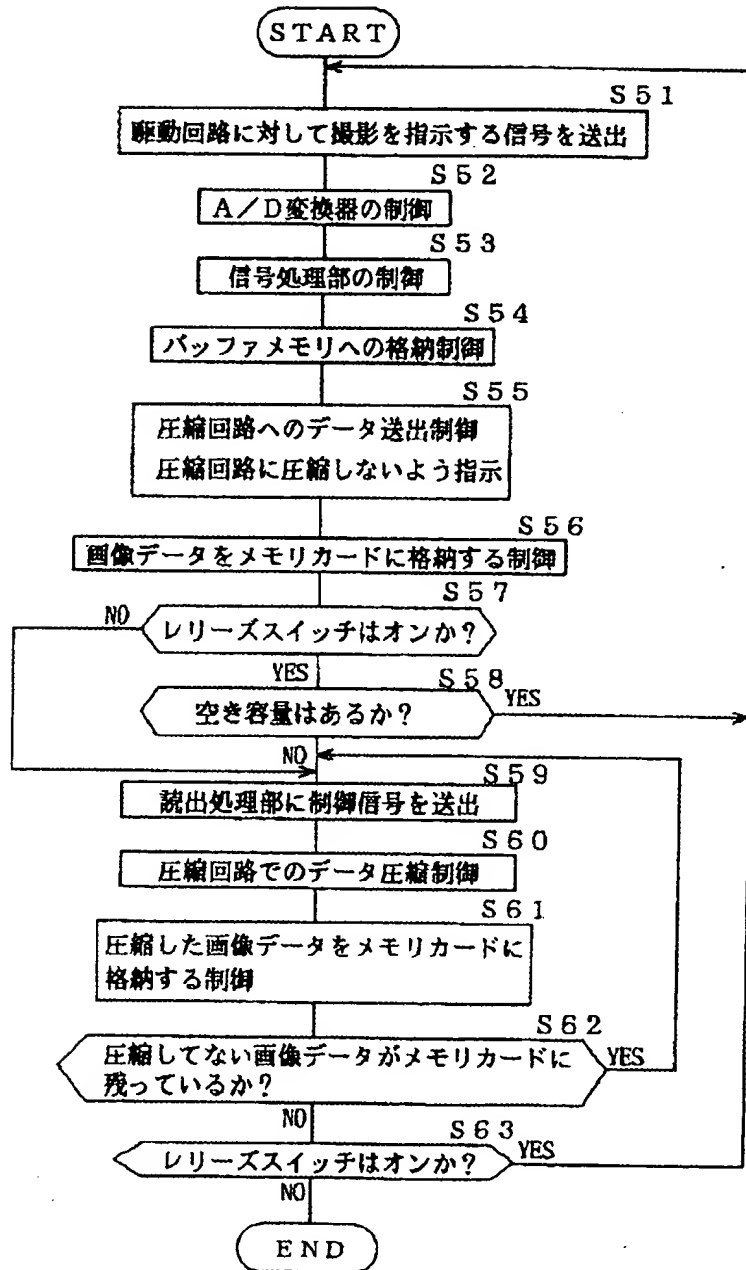 START
S51
駆動回路に対して撮影を指示する信号を送出
S52
A/D変換器の制御
S53
信号処理部の制御
S54
バッファメモリへの格納制御
S55
圧縮回路へのデータ送出制御
圧縮回路に圧縮しないよう指示
S56
画像データをメモリカードに格納する制御
S57
NO
レリーズスイッチはオンか?
YES
S58
空き容量はあるか?
YES
NO
S59
読出処理部に制御信号を送出
S60
圧縮回路でのデータ圧縮制御
S61
圧縮した画像データをメモリカードに
格納する制御
S62
圧縮してない画像データがメモリカードに
残っているか?
YES
NO
S63
レリーズスイッチはオンか?
YES
NO
END